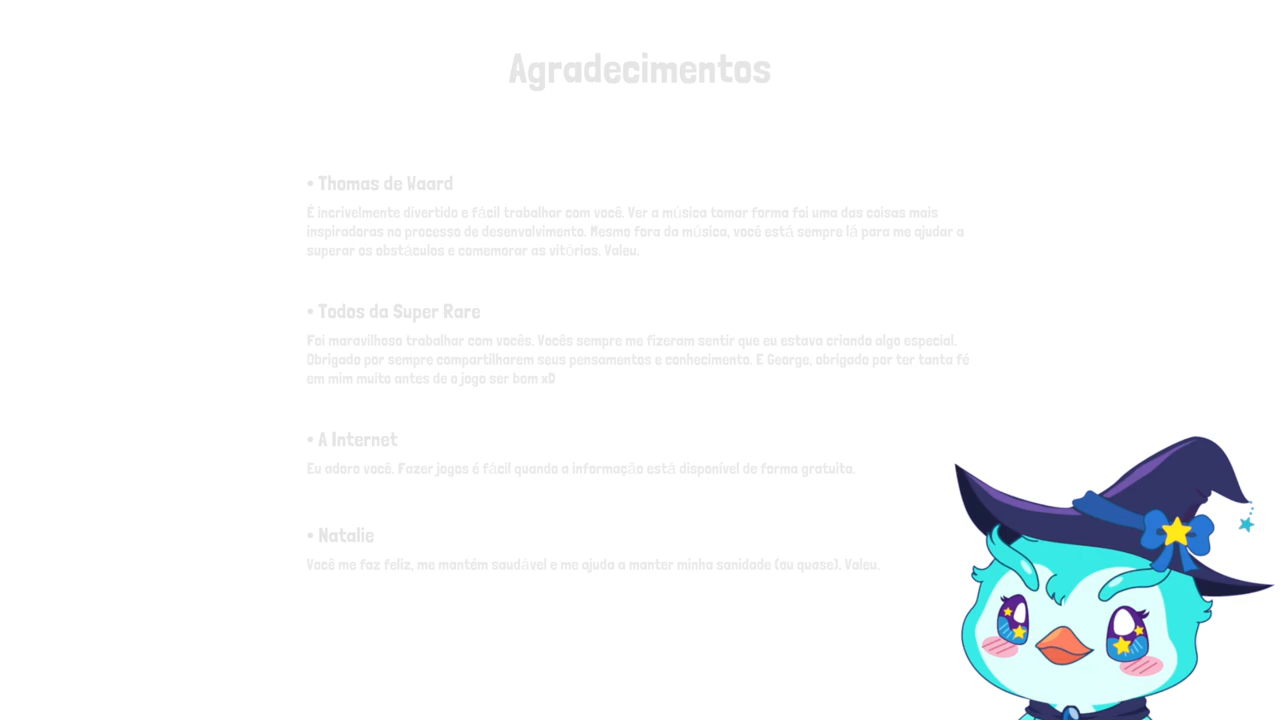 Agradecimentos
• Thomas de Waard
É incrivelmente divertido e fácil trabalhar com você. Ver a música tomar forma foi uma das coisas mais
inspiradoras no processo de desenvolvimento. Mesmo fora da música, você está sempre lá para me ajudar a
superar os obstáculos e comemorar as vitórias. Valeu.
• Todos da Super Rare
Foi maravilhoso trabalhar com vocês. Vocês sempre me fizeram sentir que eu estava criando algo especial.
Obrigado por sempre compartilharem seus pensamentos e conhecimento. E George, obrigado por ter tanta fé
em mim muito antes de o jogo ser bom xD
• A Internet
Eu adoro você. Fazer jogos é fácil quando a informação está disponível de forma gratuita.
• Natalie
Você me faz feliz, me mantém saudável e me ajuda a manter minha sanidade (ou quase). Valeu.